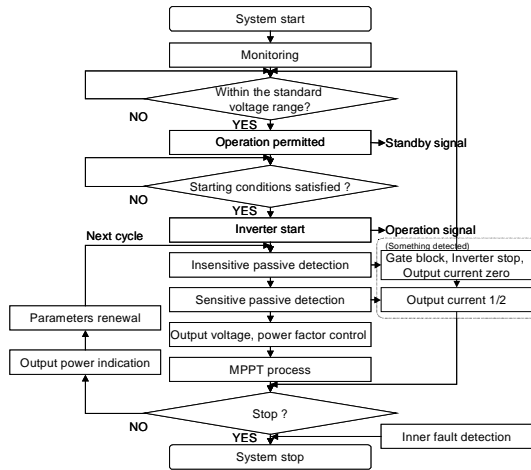 System start
Monitoring
Within the standard
voltage range?
NO
YES
Operation permitted
Standby signal
Starting conditions satisfied ?
NO
YES
Inverter start
Operation signal
Next cycle
(Something detected)
Insensitive passive detection
Gate block, Inverter stop,
Output current zero
Sensitive passive detection
Output current 1/2
Parameters renewal
Output voltage, power factor control
Output power indication
MPPT process
Stop ?
NO
YES
Inner fault detection
System stop